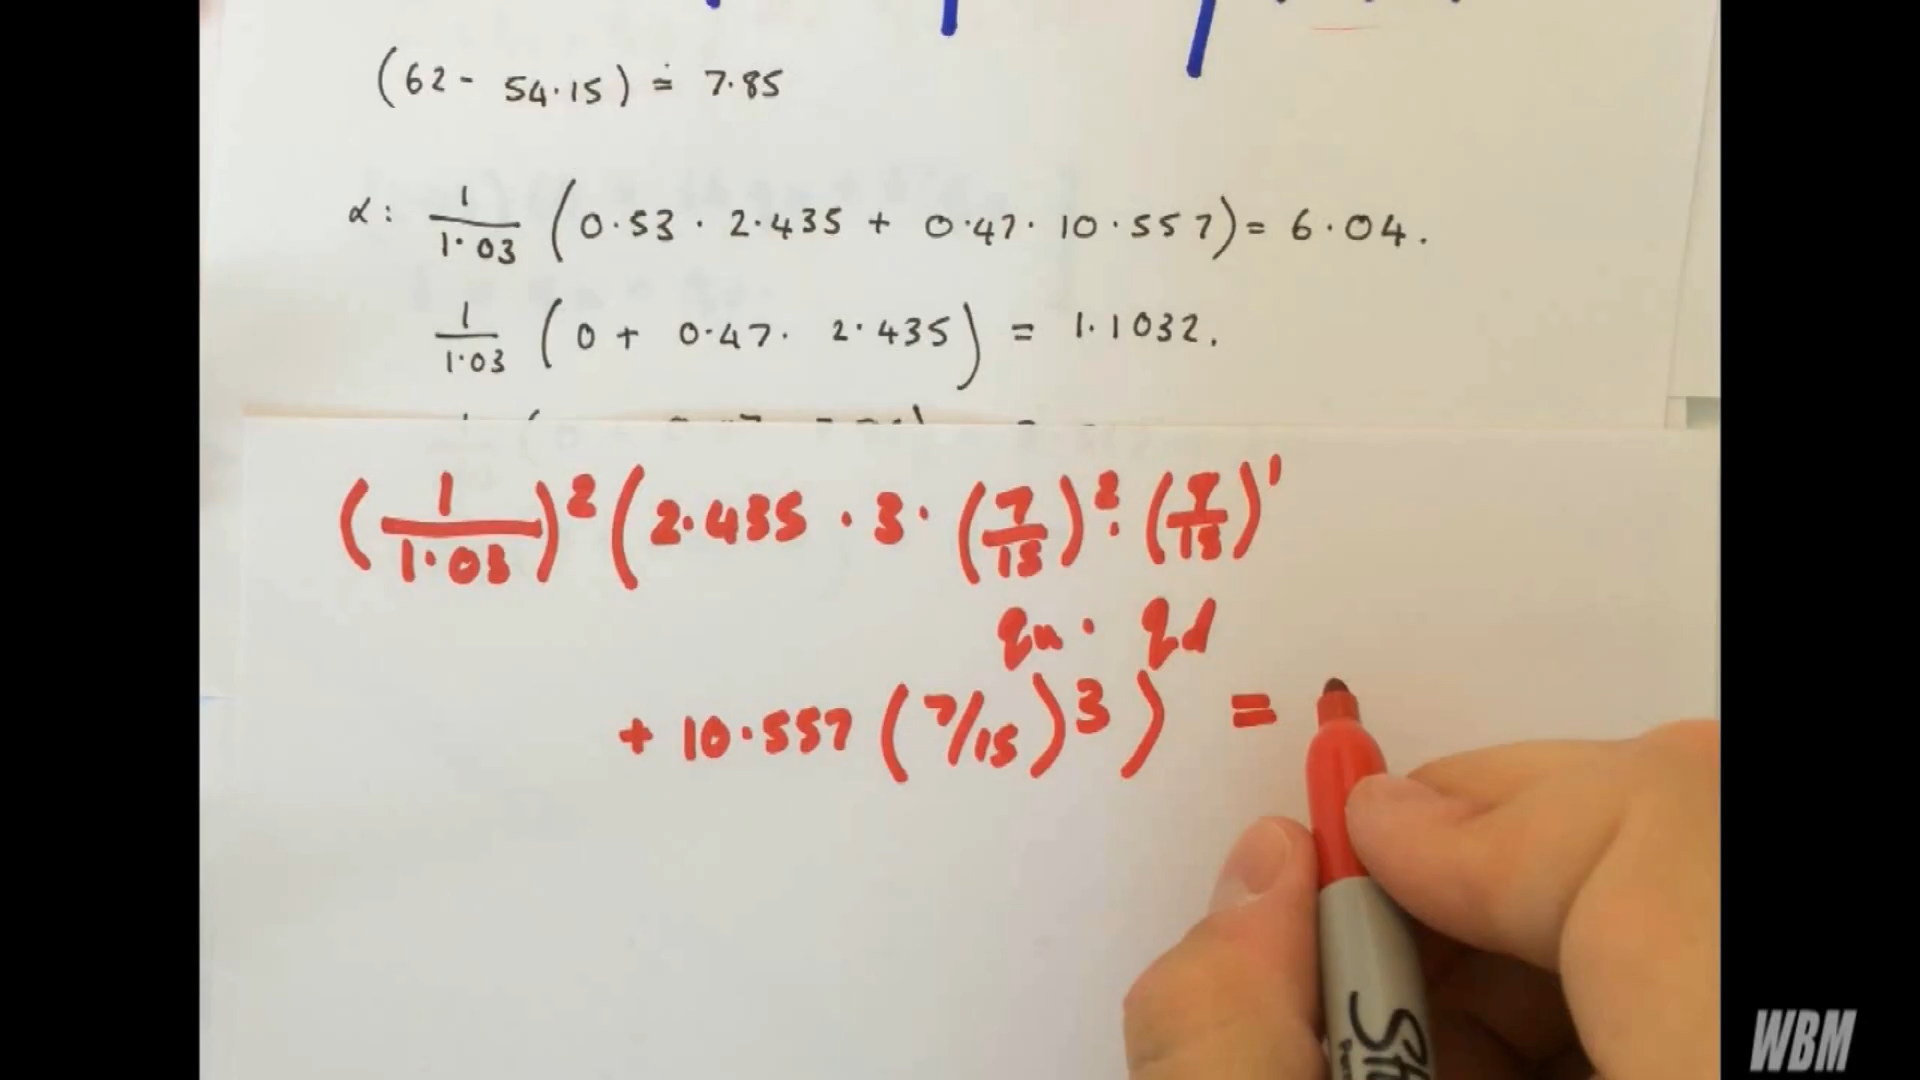 (62 - 54.15) ≐ 7.85
α: 1/1.03 (0.53 · 2.435 + 0.47 · 10.557) = 6.04.
1/1.03 (0 + 0.47 · 2.435) = 1.1032.
(1/1.03)² (2.435 · 3 · (7/15)² · (7/15)¹
qu · qd
+ 10.557 (7/15)³) =
WBM